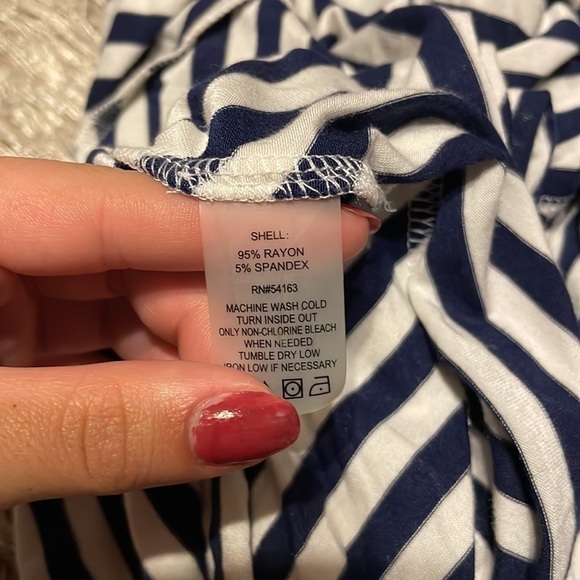 SHELL:
95% RAYON
5% SPANDEX
RN#54163
MACHINE WASH COLD
TURN INSIDE OUT
ONLY NON-CHLORINE BLEACH
WHEN NEEDED
TUMBLE DRY LOW
IRON LOW IF NECESSARY